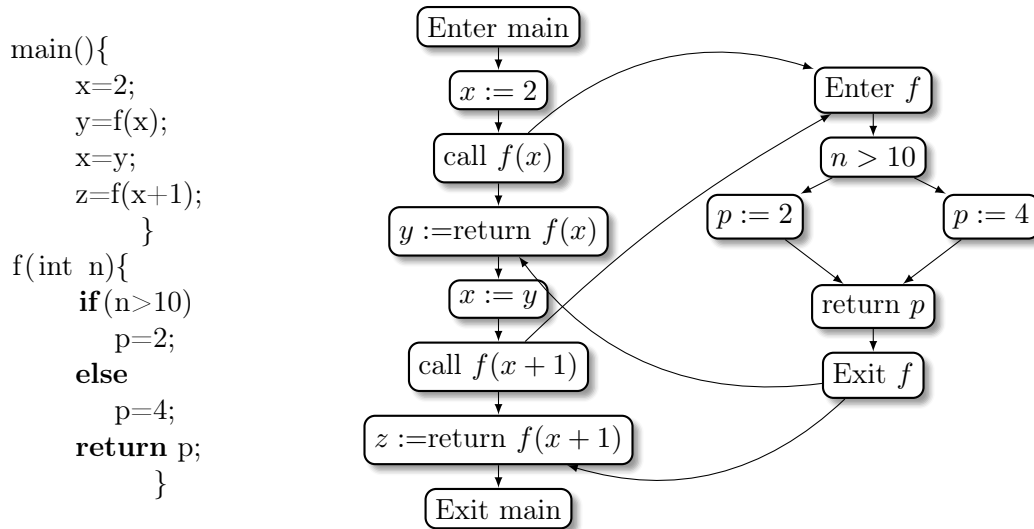 main(){
x=2;
y=f(x);
x=y;
z=f(x+1);
}
f(int n){
if(n>10)
p=2;
else
p=4;
return p;
}
Enter main
x := 2
call f(x)
y :=return f(x)
x := y
call f(x + 1)
z :=return f(x + 1)
Exit main
Enter f
n > 10
p := 2
p := 4
return p
Exit f